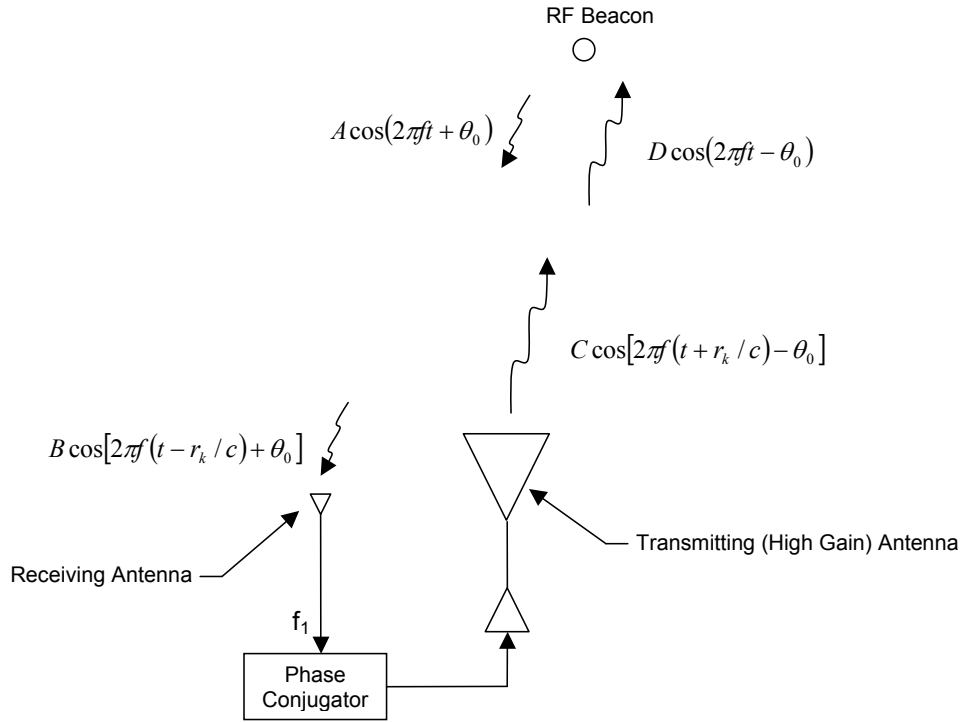 RF Beacon
A cos(2πft + θ₀)
D cos(2πft − θ₀)
C cos[2πf(t + rₖ / c) − θ₀]
B cos[2πf(t − rₖ / c) + θ₀]
Transmitting (High Gain) Antenna
Receiving Antenna
f₁
Phase
Conjugator